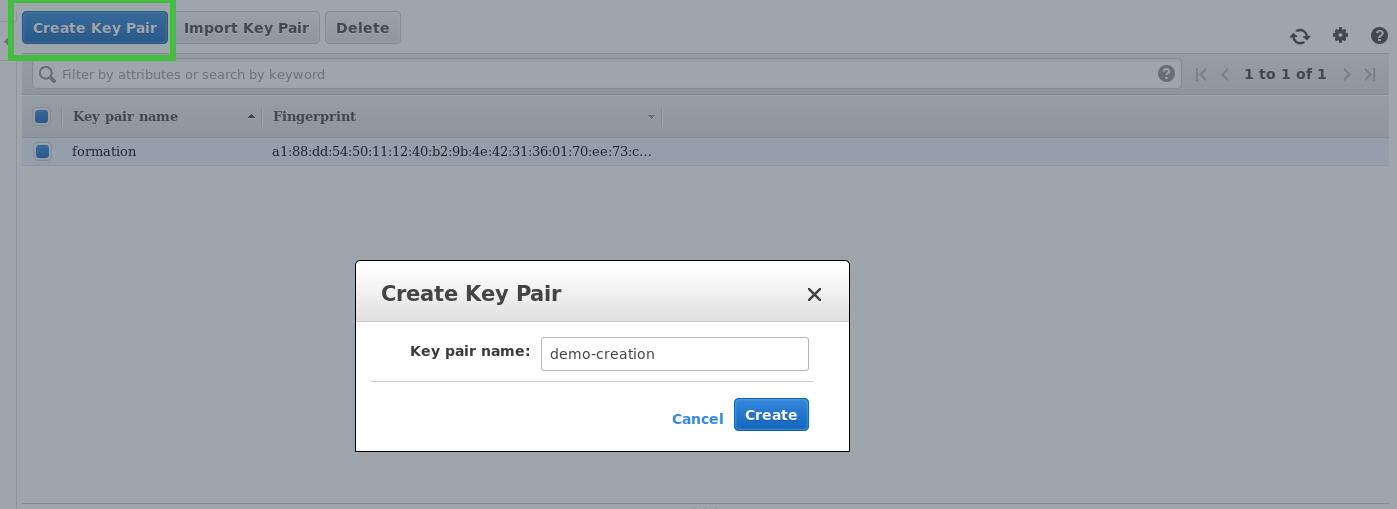 Create Key Pair Import Key Pair Delete
Filter by attributes or search by keyword 1 to 1 of 1
Key pair name Fingerprint
formation a1:88:dd:54:50:11:12:40:b2:9b:4e:42:31:36:01:70:ee:73:c...
Create Key Pair
Key pair name: demo-creation
Cancel Create